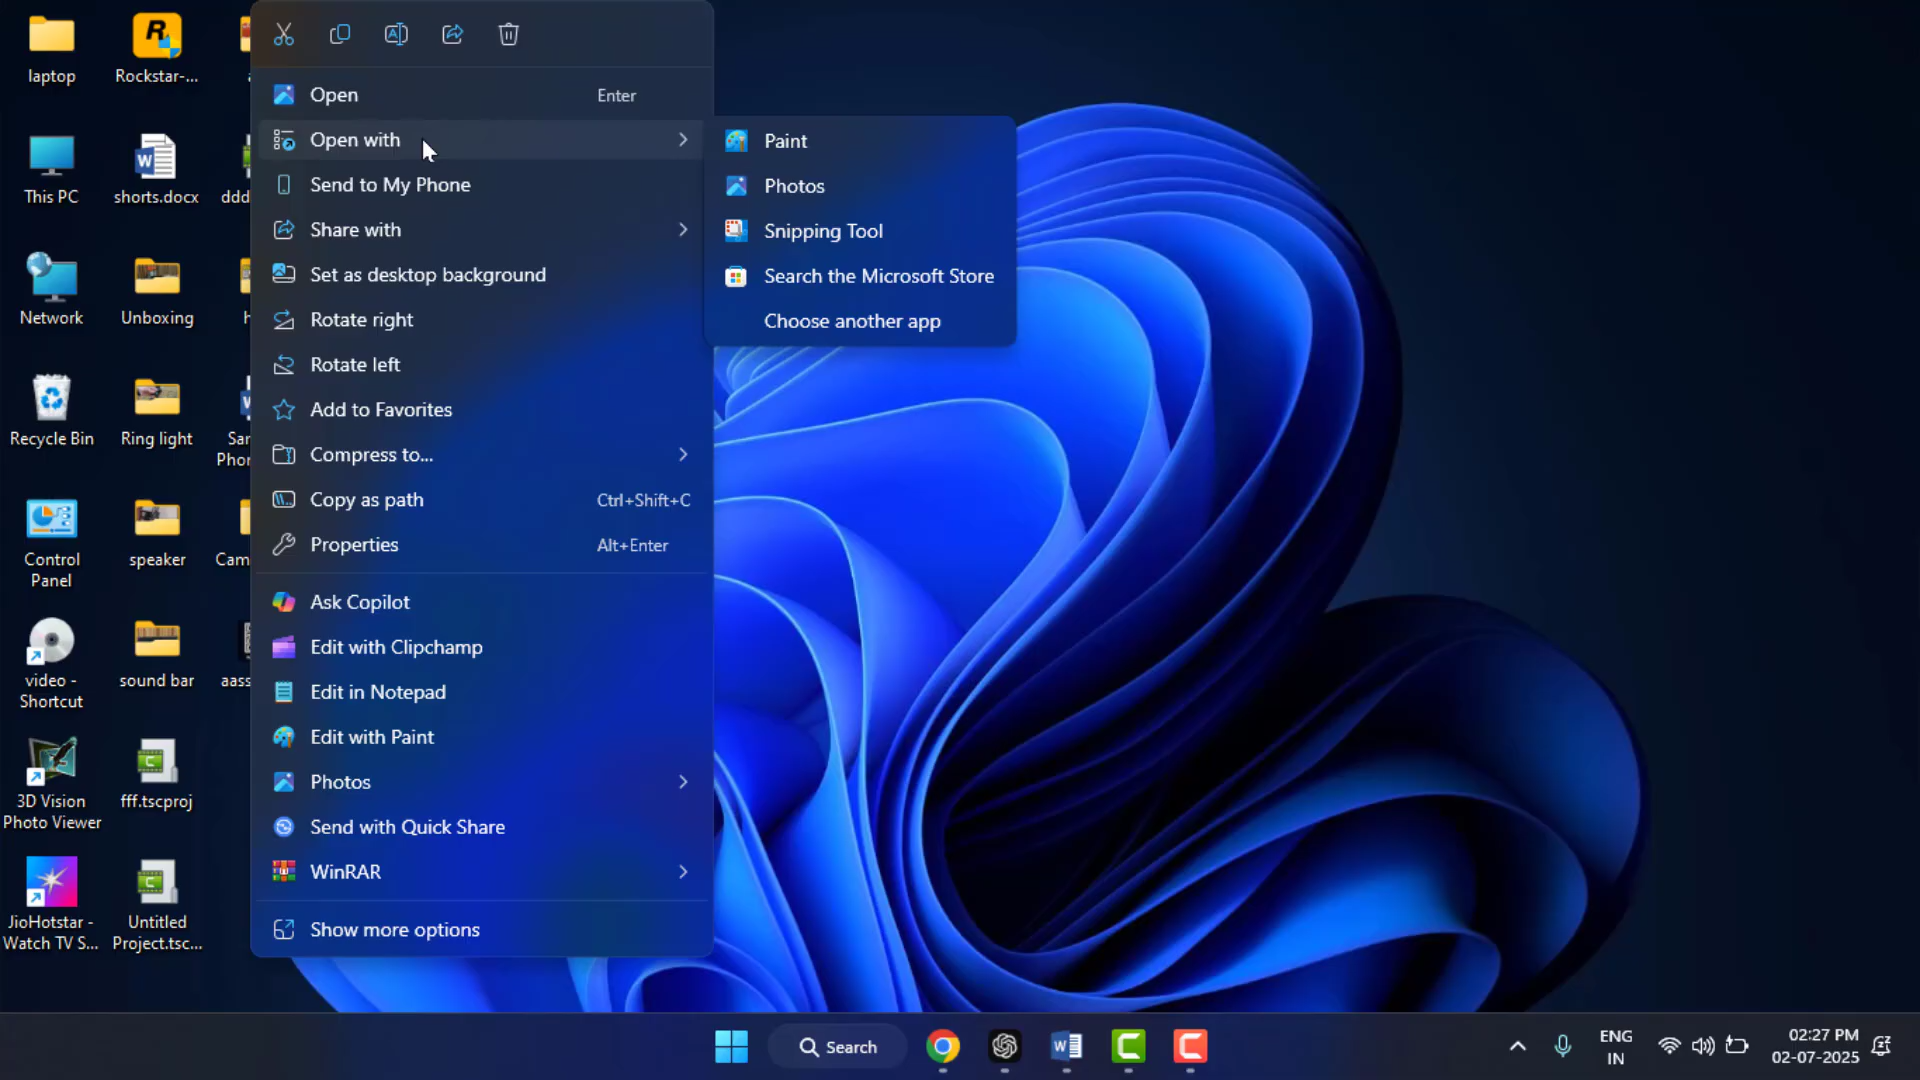 laptop
Rockstar-...
This PC
shorts.docx
ddd
Network
Unboxing
Recycle Bin
Ring light
Control
Panel
speaker
video -
Shortcut
sound bar
3D Vision
Photo Viewer
fff.tscproj
JioHotstar -
Watch TV S...
Untitled
Project.tsc...
Open Enter
Open with
Send to My Phone
Share with
Set as desktop background
Rotate right
Rotate left
Add to Favorites
Compress to...
Copy as path Ctrl+Shift+C
Properties Alt+Enter
Ask Copilot
Edit with Clipchamp
Edit in Notepad
Edit with Paint
Photos
Send with Quick Share
WinRAR
Show more options
Paint
Photos
Snipping Tool
Search the Microsoft Store
Choose another app
Search
ENG
IN
02:27 PM
02-07-2025